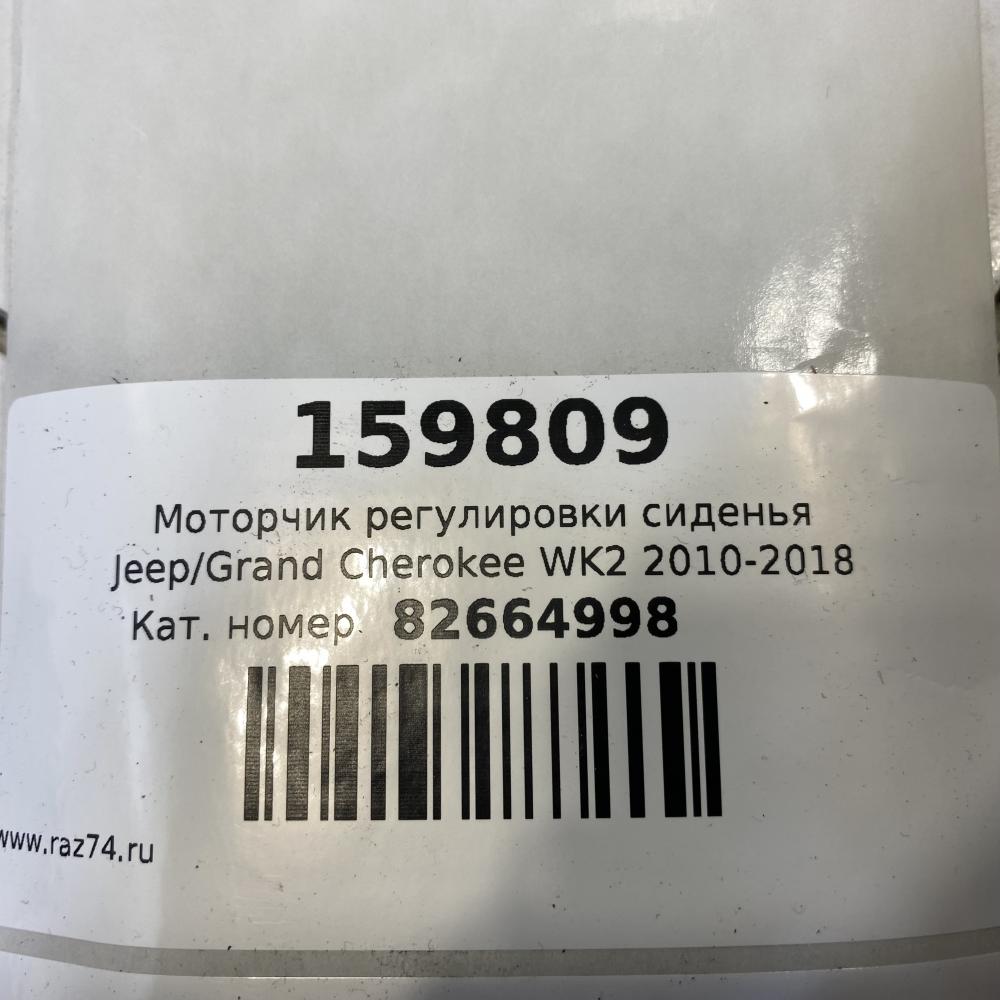 159809
Моторчик регулировки сиденья
Jeep/Grand Cherokee WK2 2010-2018
Кат. номер 82664998
www.raz74.ru